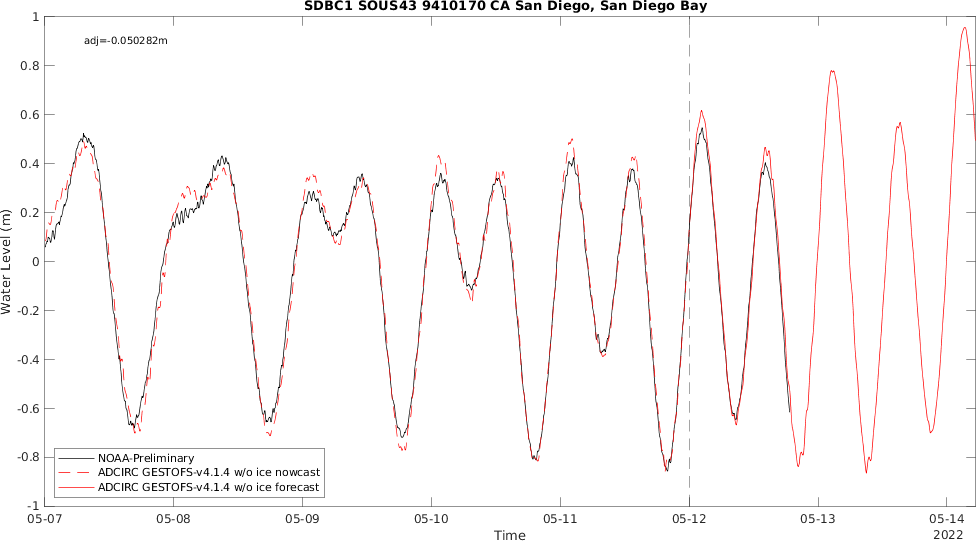 SDBC1 SOUS43 9410170 CA San Diego, San Diego Bay
adj=-0.050282m
Water Level (m)
1
0.8
0.6
0.4
0.2
0
-0.2
-0.4
-0.6
-0.8
-1
NOAA-Preliminary
ADCIRC GESTOFS-v4.1.4 w/o ice nowcast
ADCIRC GESTOFS-v4.1.4 w/o ice forecast
05-07 05-08 05-09 05-10 05-11 05-12 05-13 05-14
2022
Time